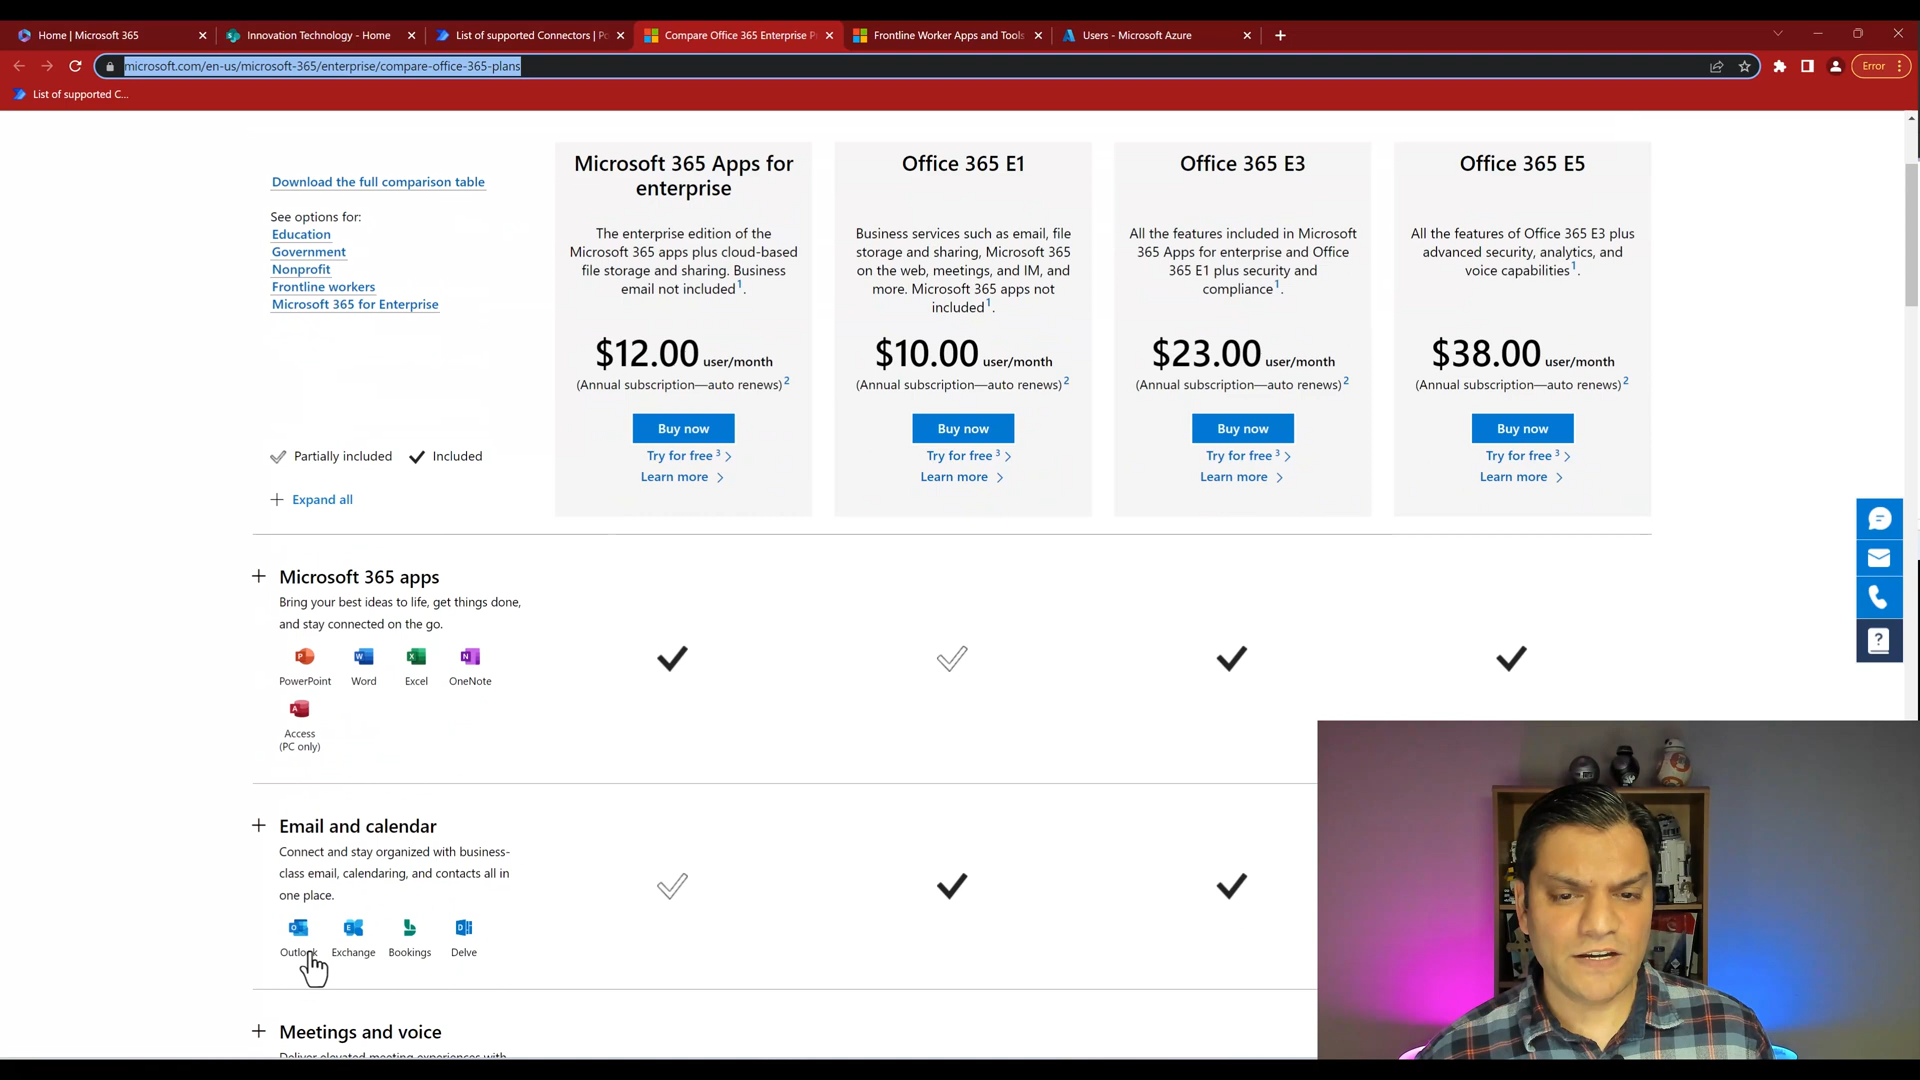 Home | Microsoft 365
Innovation Technology - Home
List of supported Connectors | Po
Compare Office 365 Enterprise P
Frontline Worker Apps and Tools
Users - Microsoft Azure
microsoft.com/en-us/microsoft-365/enterprise/compare-office-365-plans
Error
List of supported C...
Download the full comparison table
See options for:
Education
Government
Nonprofit
Frontline workers
Microsoft 365 for Enterprise
Partially included
Included
Expand all
Microsoft 365 Apps for
enterprise
The enterprise edition of the
Microsoft 365 apps plus cloud-based
file storage and sharing. Business
email not included1.
$12.00 user/month
(Annual subscription—auto renews)2
Buy now
Try for free 3
Learn more
Office 365 E1
Business services such as email, file
storage and sharing, Microsoft 365
on the web, meetings, and IM, and
more. Microsoft 365 apps not
included1.
$10.00 user/month
(Annual subscription—auto renews)2
Buy now
Try for free 3
Learn more
Office 365 E3
All the features included in Microsoft
365 Apps for enterprise and Office
365 E1 plus security and
compliance1.
$23.00 user/month
(Annual subscription—auto renews)2
Buy now
Try for free 3
Learn more
Office 365 E5
All the features of Office 365 E3 plus
advanced security, analytics, and
voice capabilities1.
$38.00 user/month
(Annual subscription—auto renews)2
Buy now
Try for free 3
Learn more
Microsoft 365 apps
Bring your best ideas to life, get things done,
and stay connected on the go.
PowerPoint Word Excel OneNote
Access
(PC only)
Email and calendar
Connect and stay organized with business-
class email, calendaring, and contacts all in
one place.
Outlook Exchange Bookings Delve
Meetings and voice
Deliver elevated meeting experiences with